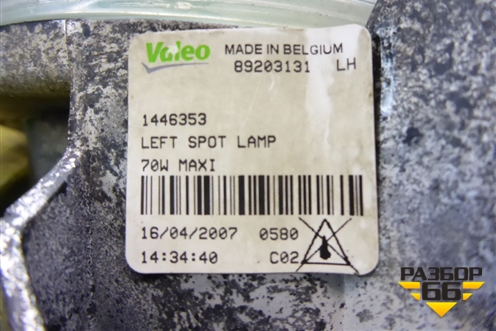 Valeo MADE IN BELGIUM
89203131 LH
1446353
LEFT SPOT LAMP
70W MAXI
16/04/2007 0580
14:34:40 C02
РАЗБОР
66